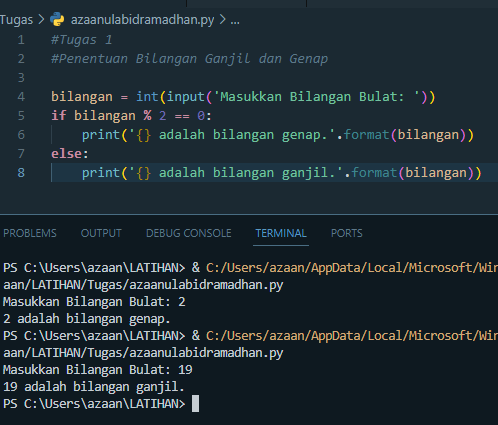 Tugas > azaanulabidramadhan.py > ...
1 #Tugas 1
2 #Penentuan Bilangan Ganjil dan Genap
3
4 bilangan = int(input('Masukkan Bilangan Bulat: '))
5 if bilangan % 2 == 0:
6     print('{} adalah bilangan genap.'.format(bilangan))
7 else:
8     print('{} adalah bilangan ganjil.'.format(bilangan))
PROBLEMS OUTPUT DEBUG CONSOLE TERMINAL PORTS
PS C:\Users\azaan\LATIHAN> & C:/Users/azaan/AppData/Local/Microsoft/Win
aan/LATIHAN/Tugas/azaanulabidramadhan.py
Masukkan Bilangan Bulat: 2
2 adalah bilangan genap.
PS C:\Users\azaan\LATIHAN> & C:/Users/azaan/AppData/Local/Microsoft/Win
aan/LATIHAN/Tugas/azaanulabidramadhan.py
Masukkan Bilangan Bulat: 19
19 adalah bilangan ganjil.
PS C:\Users\azaan\LATIHAN>